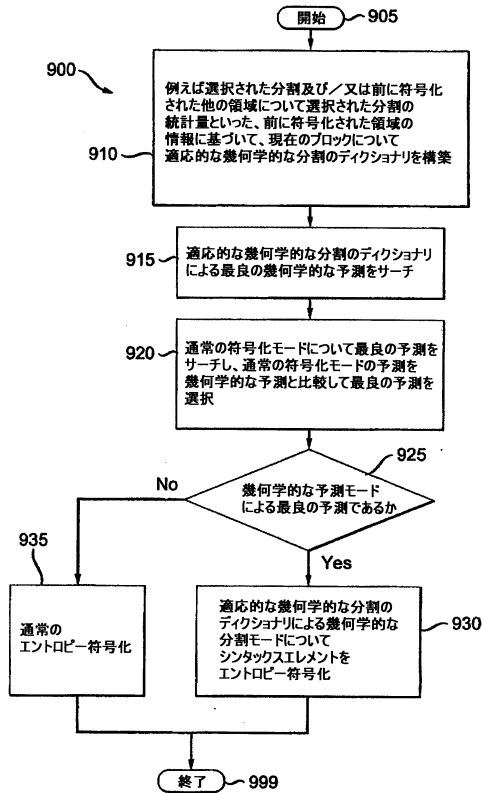 開始
905
900
例えば選択された分割及び／又は前に符号化
された他の領域について選択された分割の
統計量といった、前に符号化された領域の
情報に基づいて、現在のブロックについて
適応的な幾何学的な分割のディクショナリを構築
910
915
適応的な幾何学的な分割のディクショナリ
による最良の幾何学的な予測をサーチ
920
通常の符号化モードについて最良の予測を
サーチし、通常の符号化モードの予測を
幾何学的な予測と比較して最良の予測を
選択
925
幾何学的な予測モード
による最良の予測であるか
No
Yes
935
通常の
エントロピー符号化
適応的な幾何学的な分割の
ディクショナリによる幾何学的な
分割モードについて
シンタックスエレメントを
エントロピー符号化
930
終了
999